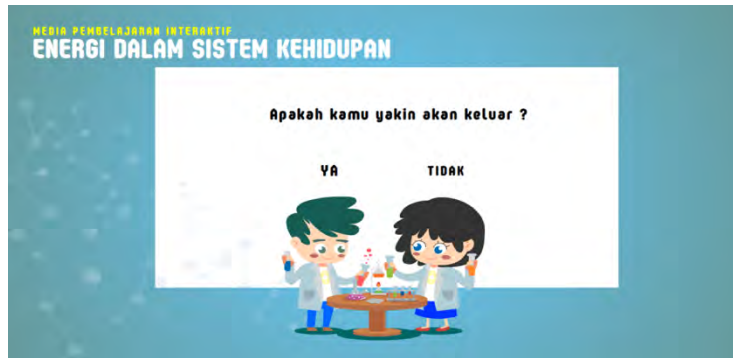 MEDIA PEMBELAJARAN INTERAKTIF
ENERGI DALAM SISTEM KEHIDUPAN
Apakah kamu yakin akan keluar ?
YA TIDAK